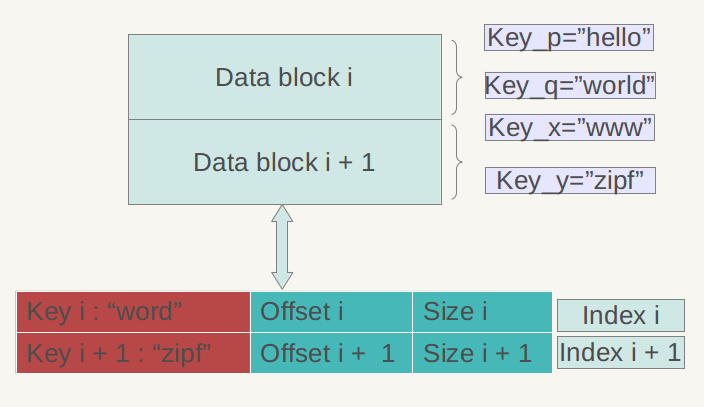 Data block i
Data block i + 1
Key_p=”hello”
Key_q=”world”
Key_x=”www”
Key_y=”zipf”
Key i : “word” Offset i Size i Index i
Key i + 1 : “zipf” Offset i + 1 Size i + 1 Index i + 1